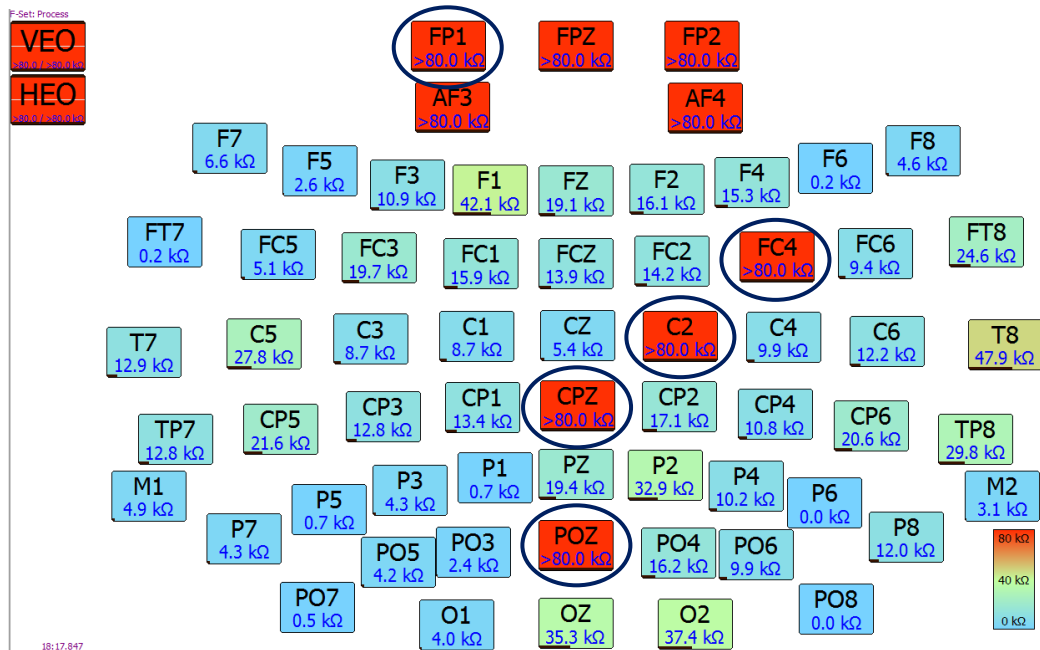 F-Set: Process
VEO
>80.0 / >80.0 kΩ
HEO
>80.0 / >80.0 kΩ
FP1
>80.0 kΩ
FPZ
>80.0 kΩ
FP2
>80.0 kΩ
AF3
>80.0 kΩ
AF4
>80.0 kΩ
F7
6.6 kΩ
F5
2.6 kΩ
F3
10.9 kΩ
F1
42.1 kΩ
FZ
19.1 kΩ
F2
16.1 kΩ
F4
15.3 kΩ
F6
0.2 kΩ
F8
4.6 kΩ
FT7
0.2 kΩ
FC5
5.1 kΩ
FC3
19.7 kΩ
FC1
15.9 kΩ
FCZ
13.9 kΩ
FC2
14.2 kΩ
FC4
>80.0 kΩ
FC6
9.4 kΩ
FT8
24.6 kΩ
T7
12.9 kΩ
C5
27.8 kΩ
C3
8.7 kΩ
C1
8.7 kΩ
CZ
5.4 kΩ
C2
>80.0 kΩ
C4
9.9 kΩ
C6
12.2 kΩ
T8
47.9 kΩ
TP7
12.8 kΩ
CP5
21.6 kΩ
CP3
12.8 kΩ
CP1
13.4 kΩ
CPZ
>80.0 kΩ
CP2
17.1 kΩ
CP4
10.8 kΩ
CP6
20.6 kΩ
TP8
29.8 kΩ
M1
4.9 kΩ
P7
4.3 kΩ
P5
0.7 kΩ
P3
4.3 kΩ
P1
0.7 kΩ
PZ
19.4 kΩ
P2
32.9 kΩ
P4
10.2 kΩ
P6
0.0 kΩ
P8
12.0 kΩ
M2
3.1 kΩ
PO7
0.5 kΩ
PO5
4.2 kΩ
PO3
2.4 kΩ
POZ
>80.0 kΩ
PO4
16.2 kΩ
PO6
9.9 kΩ
PO8
0.0 kΩ
O1
4.0 kΩ
OZ
35.3 kΩ
O2
37.4 kΩ
80 kΩ
40 kΩ
0 kΩ
18:17.847